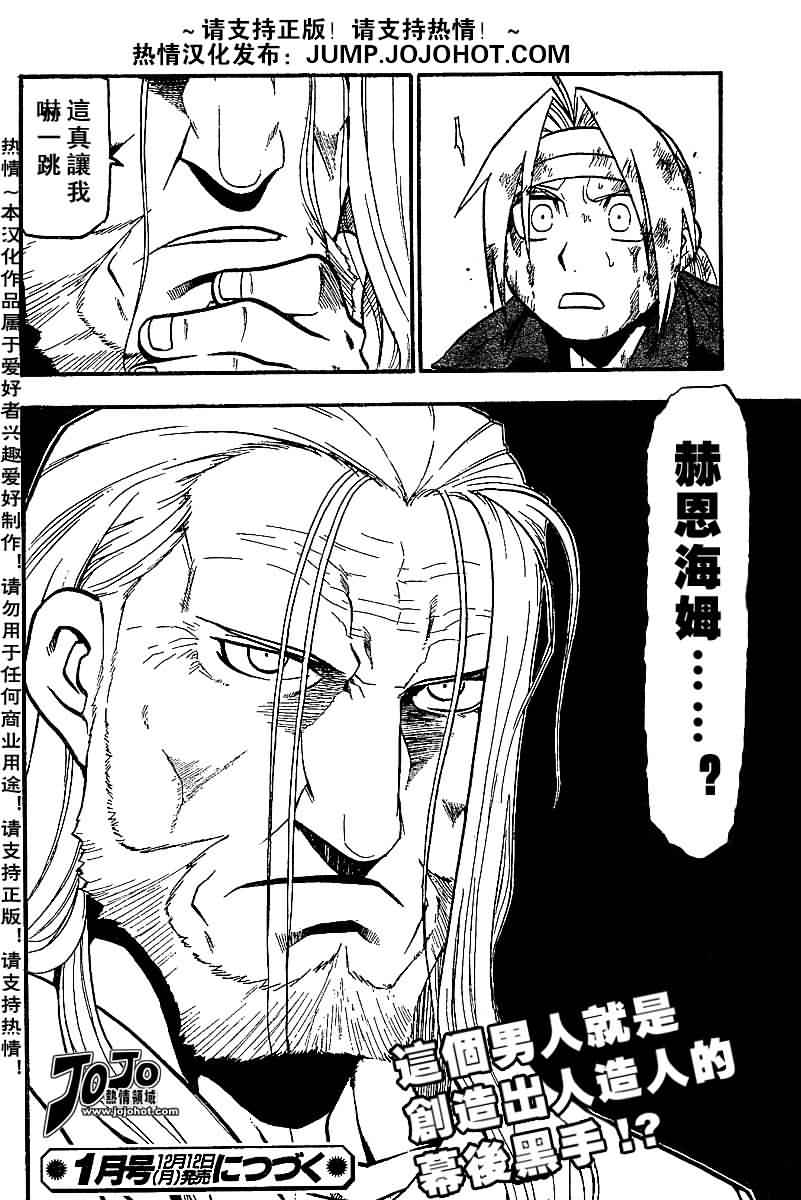 ～请支持正版！请支持热情！～
热情汉化发布：JUMP.JOJOHOT.COM
這真讓我
嚇一跳
赫恩海姆……？
這個男人就是
創造出人造人的
幕後黑手！？
热情～本汉化作品属于爱好者兴趣爱好制作！请勿用于任何商业用途！请支持正版！请支持热情！
JOJO
热情領域
www.jojohot.com
1月号12月12日(月)発売につづく